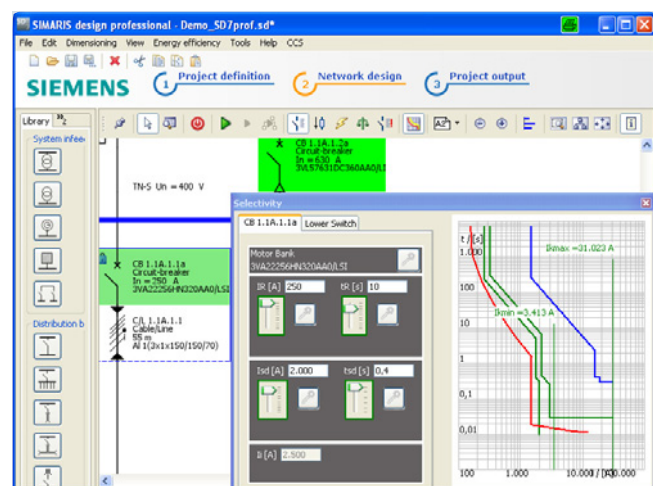 SIMARIS design professional - Demo_SD7prof.sd*
File Edit Dimensioning View Energy efficiency Tools Help CCS
SIEMENS
1 Project definition
2 Network design
3 Project output
Library
System infee
CB 1.1A.1.2a
Circuit-breaker
In = 630 A
3VL57631DC360AA0/LSI
TN-S Un = 400 V
CB 1.1A.1.1a
Circuit-breaker
In = 250 A
3VA22256HN320AA0/LSI
C/L 1.1A.1.1
Cable/Line
55 m
Al 1(3x1x150/150/70)
Distribution b
Selectivity
CB 1.1A.1.1a Lower Switch
Motor Bank
3VA22256HN320AA0/LSI
IR [A] 250 tR [s] 10
Isd [A] 2.000 tsd [s] 0,4
Ii [A] 2.500
t / [s]
Ikmax =31.023 A
Ikmin =3.413 A
1.000
100
10
1
0,1
0,01
100 1.000 10.000